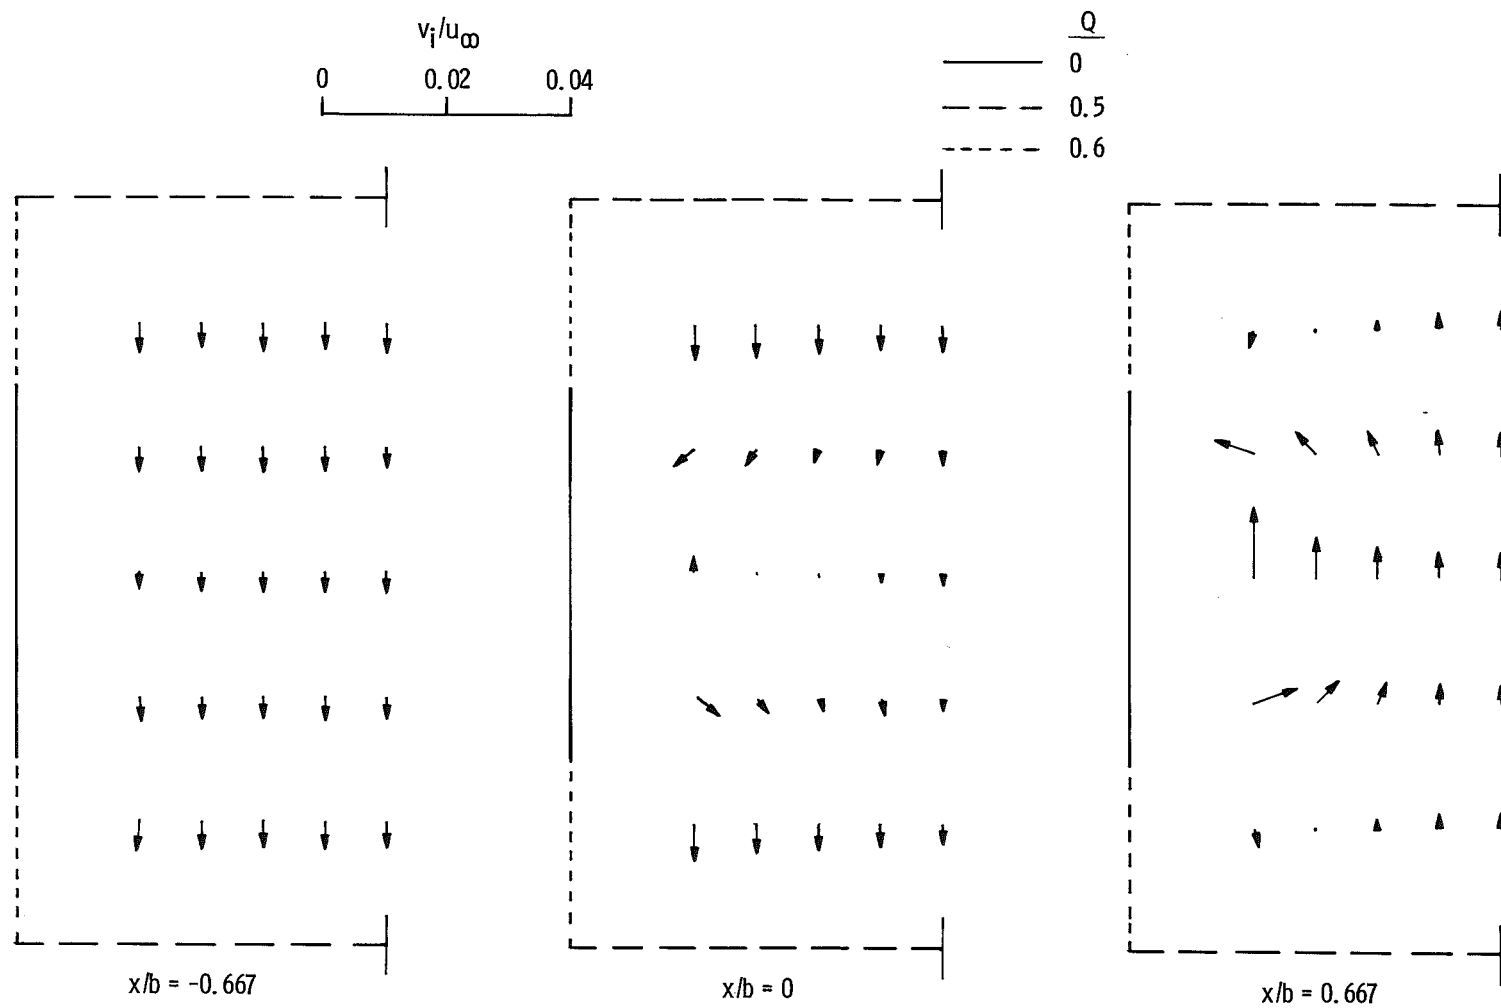 v_i/u_∞
0 0.02 0.04
Q
0
0.5
0.6
x/b = -0.667
x/b = 0
x/b = 0.667